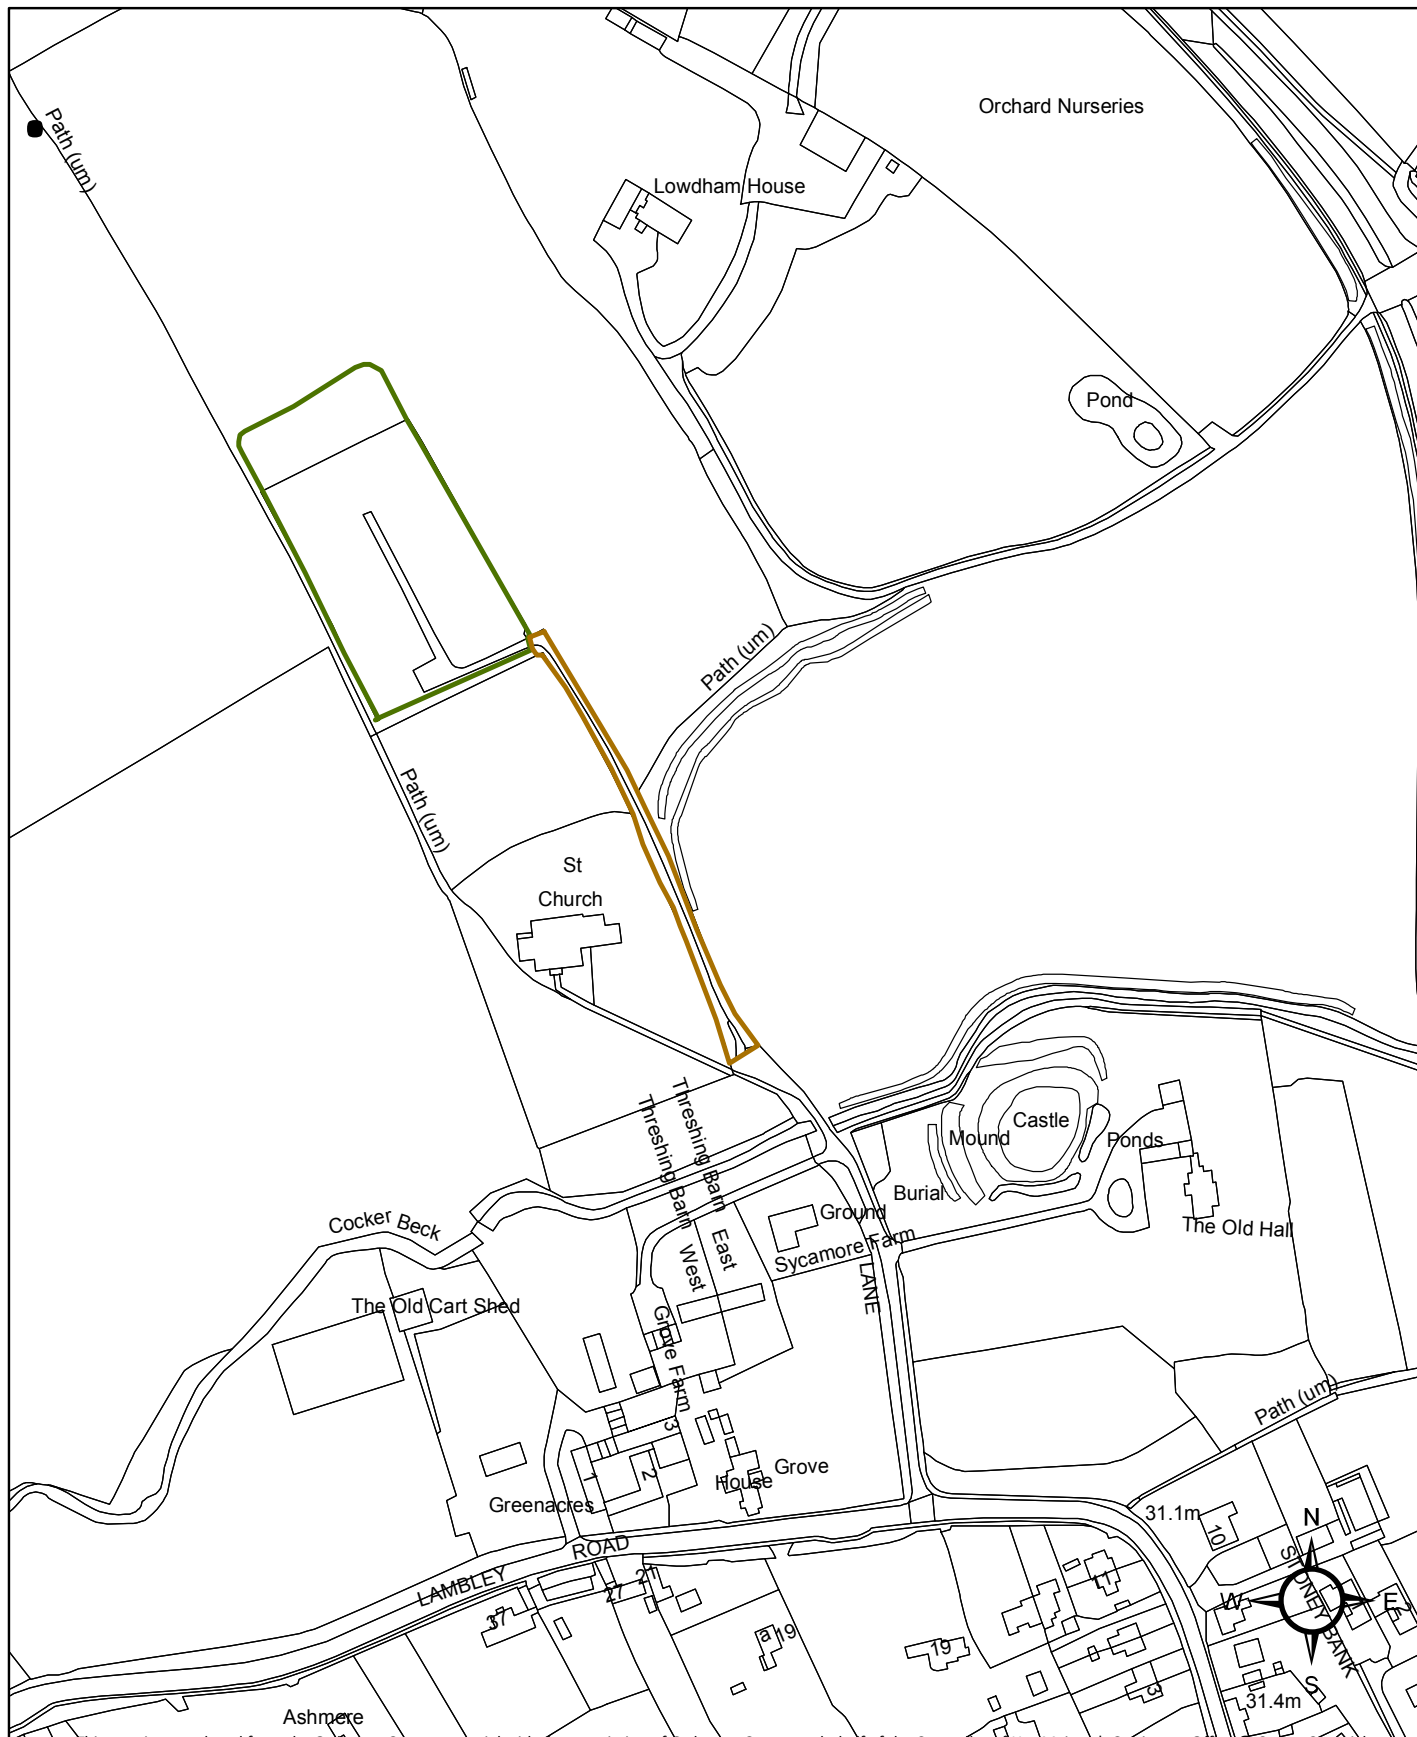 Orchard Nurseries
Path (um)
Lowdham House
Pond
Path (um)
Path (um)
St
Church
Threshing Barn
East
Threshing Barn
West
Castle
Mound
Ponds
Burial
Ground
Sycamore Farm
The Old Hall
Cocker Beck
LANE
The Old Cart Shed
Grove Farm
3
1
2
Grove
House
Greenacres
Path (um)
31.1m
10
N
W
E
S
STONEY BANK
2
ROAD
LAMBLEY
21
27
37
11
a
19
19
3
31.4m
Ashmere